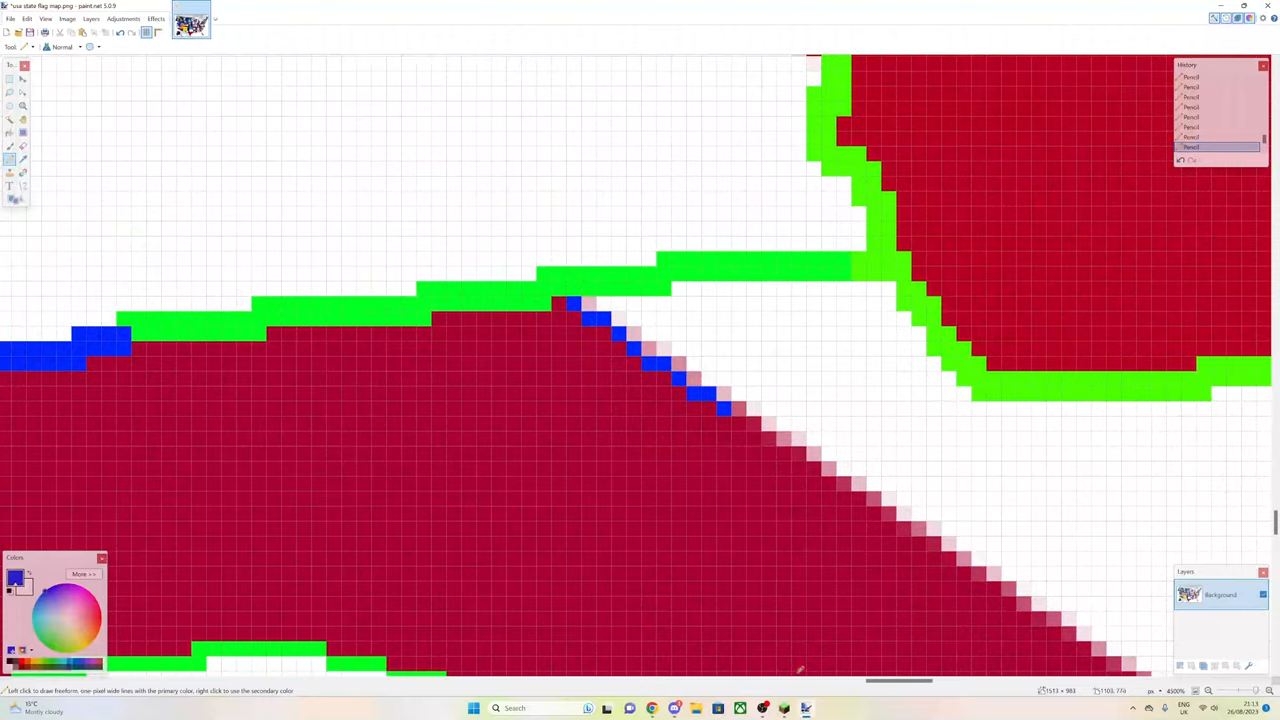 *usa state flag map.png - paint.net 5.0.9
File Edit View Image Layers Adjustments Effects
Tool: Normal
To...
History
Pencil
Pencil
Pencil
Pencil
Pencil
Pencil
Pencil
Pencil
Colors
More >>
Layers
Background
Left click to draw freeform, one-pixel wide lines with the primary color, right click to use the secondary color
1513 × 983
px
4500%
15°C
Mostly cloudy
Search
ENG
UK
21:13
26/08/2023